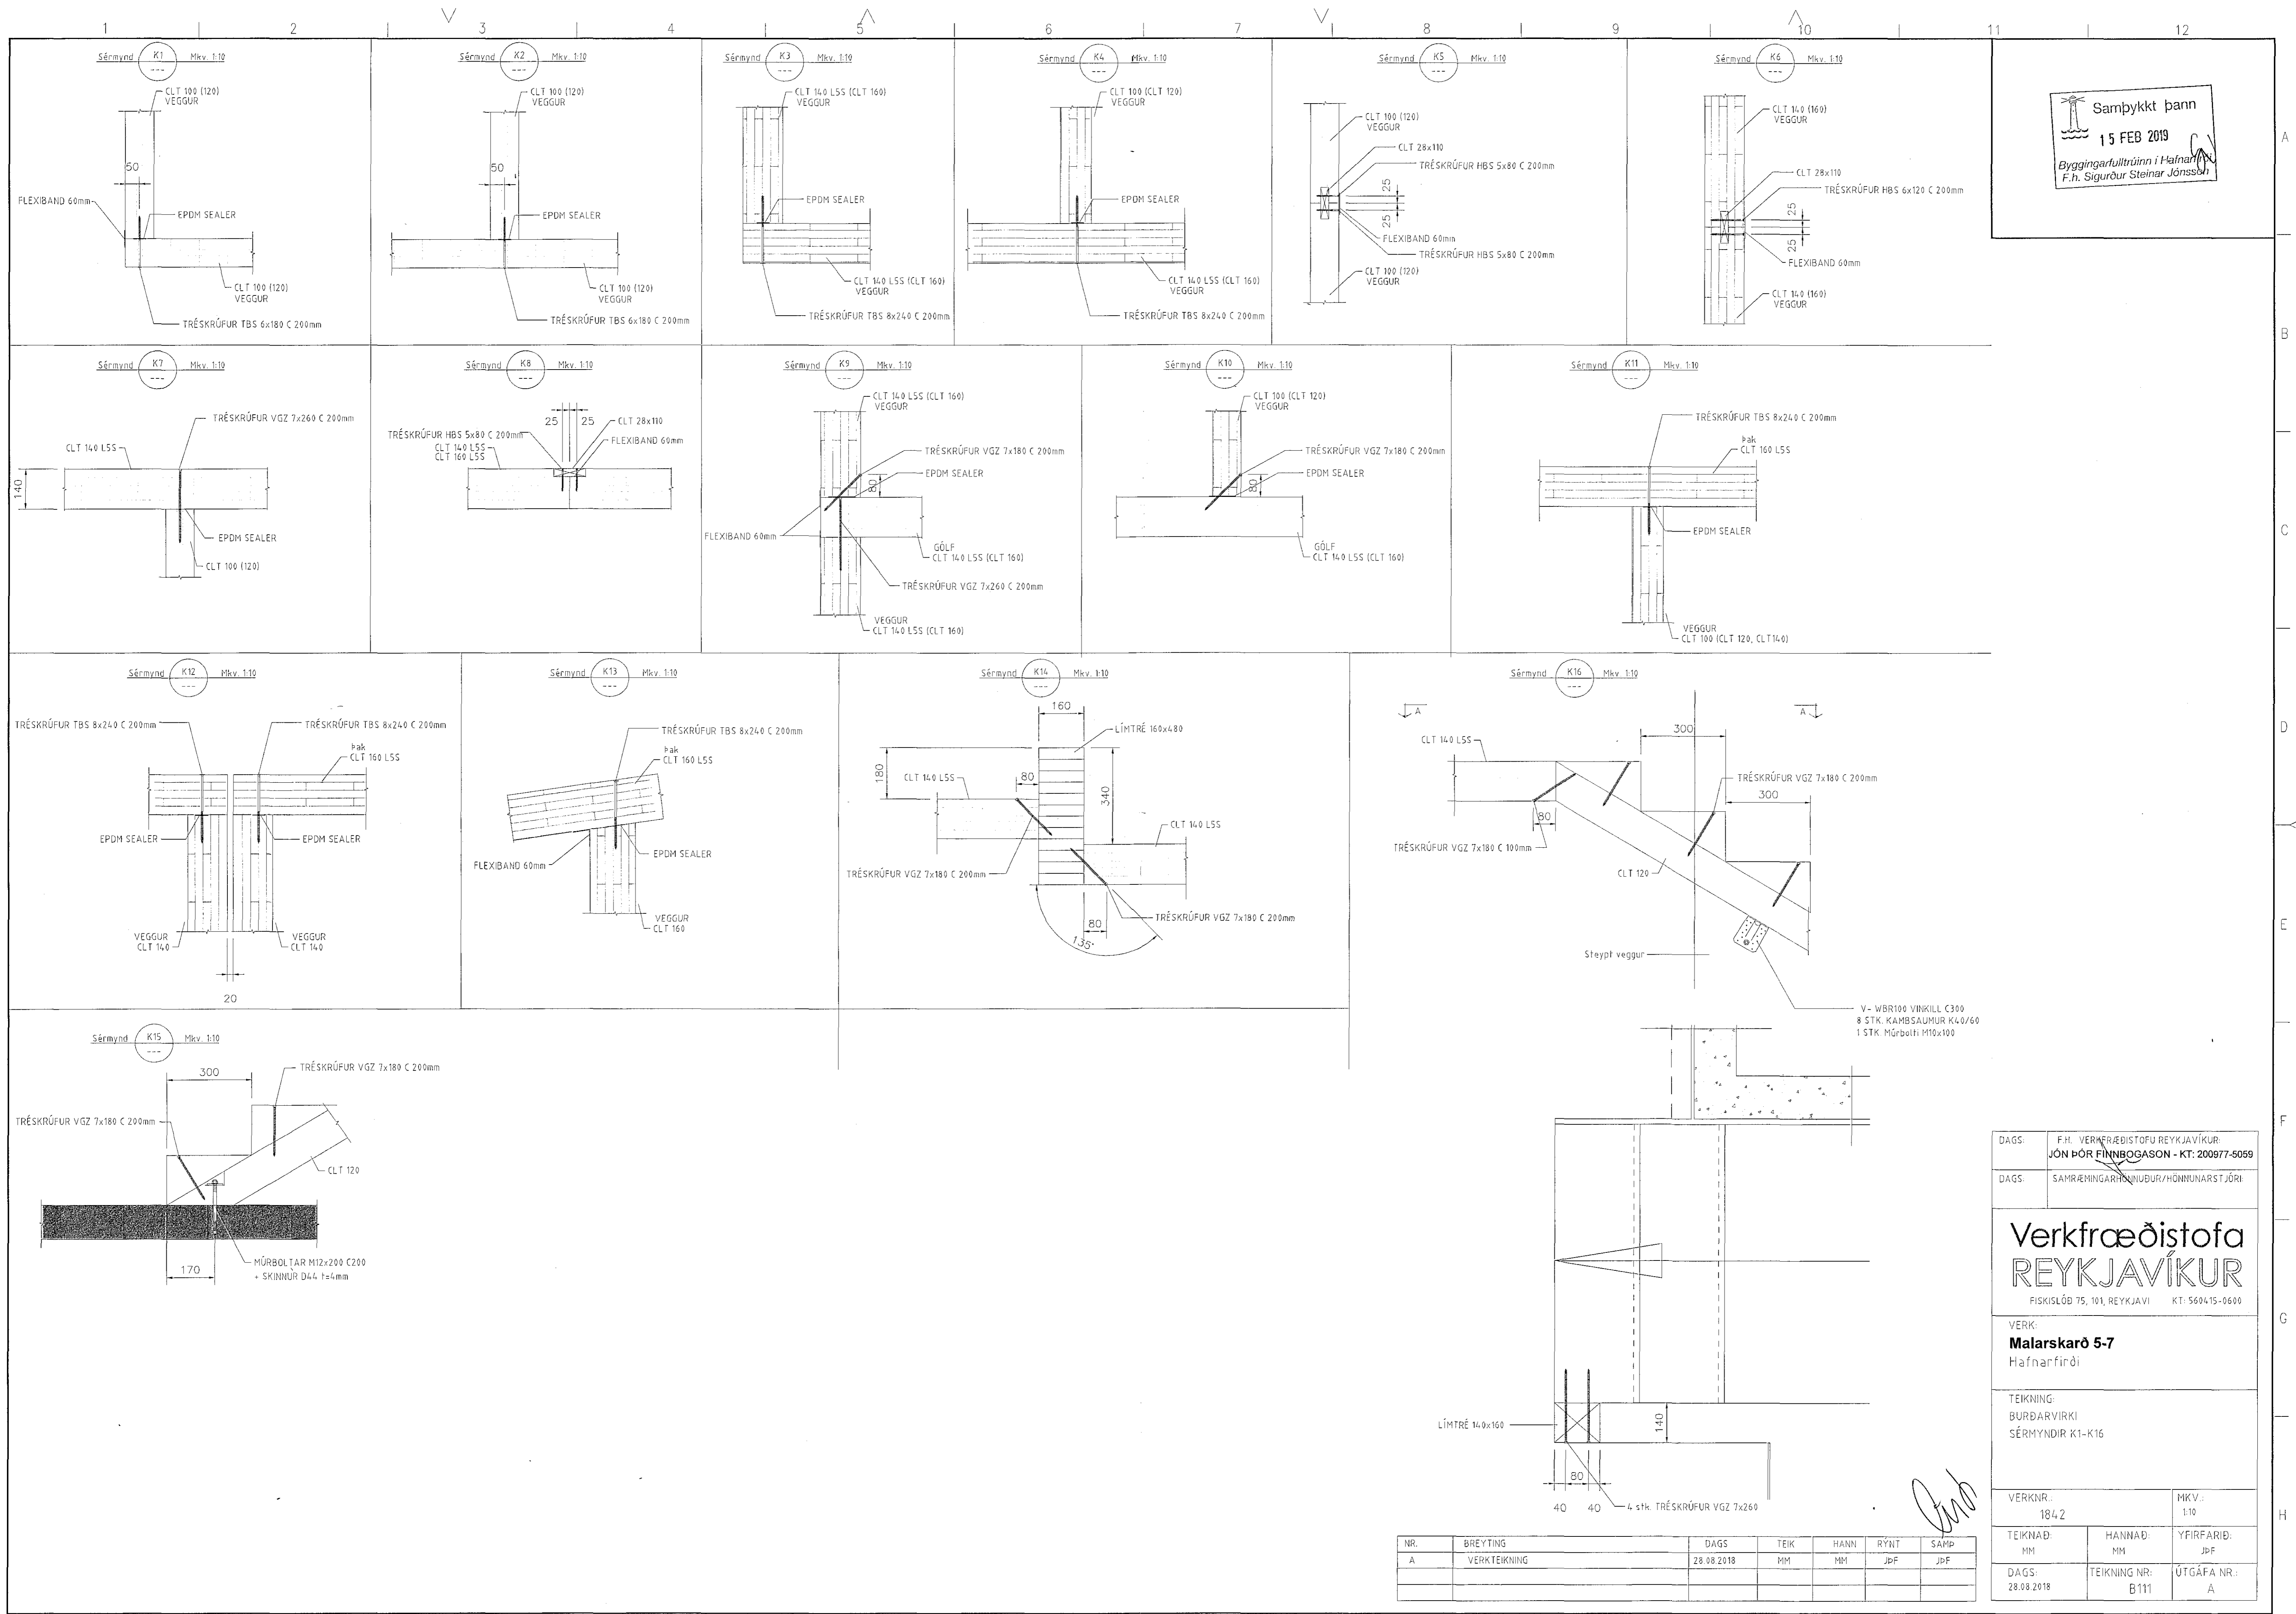 1 2 3 4 5 6 7 8 9 10 11 12
Sérmynd K1 Mkv. 1:10
---
CLT 100 (120)
VEGGUR
50
FLEXIBAND 60mm
EPDM SEALER
CLT 100 (120)
VEGGUR
TRÉSKRÚFUR TBS 6x180 C 200mm
Sérmynd K2 Mkv. 1:10
---
CLT 100 (120)
VEGGUR
50
EPDM SEALER
CLT 100 (120)
VEGGUR
TRÉSKRÚFUR TBS 6x180 C 200mm
Sérmynd K3 Mkv. 1:10
---
CLT 140 L5S (CLT 160)
VEGGUR
EPDM SEALER
CLT 140 L5S (CLT 160)
VEGGUR
TRÉSKRÚFUR TBS 8x240 C 200mm
Sérmynd K4 Mkv. 1:10
---
CLT 100 (CLT 120)
VEGGUR
EPDM SEALER
CLT 140 L5S (CLT 160)
VEGGUR
TRÉSKRÚFUR TBS 8x240 C 200mm
Sérmynd K5 Mkv. 1:10
---
CLT 100 (120)
VEGGUR
CLT 28x110
TRÉSKRÚFUR HBS 5x80 C 200mm
25
25
FLEXIBAND 60mm
TRÉSKRÚFUR HBS 5x80 C 200mm
CLT 100 (120)
VEGGUR
Sérmynd K6 Mkv. 1:10
---
CLT 140 (160)
VEGGUR
CLT 28x110
TRÉSKRÚFUR HBS 6x120 C 200mm
25
25
FLEXIBAND 60mm
CLT 140 (160)
VEGGUR
Samþykkt þann
15 FEB 2019
Byggingarfulltrúinn í Hafnarfirði
F.h. Sigurður Steinar Jónsson
A
B
C
D
E
F
G
H
Sérmynd K7 Mkv. 1:10
---
TRÉSKRÚFUR VGZ 7x260 C 200mm
CLT 140 L5S
140
EPDM SEALER
CLT 100 (120)
Sérmynd K8 Mkv. 1:10
---
25 25
CLT 28x110
TRÉSKRÚFUR HBS 5x80 C 200mm
FLEXIBAND 60mm
CLT 140 L5S
CLT 160 L5S
Sérmynd K9 Mkv. 1:10
---
CLT 140 L5S (CLT 160)
VEGGUR
TRÉSKRÚFUR VGZ 7x180 C 200mm
EPDM SEALER
80
FLEXIBAND 60mm
GÓLF
CLT 140 L5S (CLT 160)
TRÉSKRÚFUR VGZ 7x260 C 200mm
VEGGUR
CLT 140 L5S (CLT 160)
Sérmynd K10 Mkv. 1:10
---
CLT 100 (CLT 120)
VEGGUR
TRÉSKRÚFUR VGZ 7x180 C 200mm
EPDM SEALER
80
GÓLF
CLT 140 L5S (CLT 160)
Sérmynd K11 Mkv. 1:10
---
TRÉSKRÚFUR TBS 8x240 C 200mm
Þak
CLT 160 L5S
EPDM SEALER
VEGGUR
CLT 100 (CLT 120, CLT140)
Sérmynd K12 Mkv. 1:10
---
TRÉSKRÚFUR TBS 8x240 C 200mm
TRÉSKRÚFUR TBS 8x240 C 200mm
Þak
CLT 160 L5S
EPDM SEALER
EPDM SEALER
VEGGUR
CLT 140
VEGGUR
CLT 140
20
Sérmynd K13 Mkv. 1:10
---
TRÉSKRÚFUR TBS 8x240 C 200mm
Þak
CLT 160 L5S
EPDM SEALER
FLEXIBAND 60mm
VEGGUR
CLT 160
Sérmynd K14 Mkv. 1:10
---
160
LÍMTRÉ 160x480
180
CLT 140 L5S
80
340
CLT 140 L5S
TRÉSKRÚFUR VGZ 7x180 C 200mm
80
TRÉSKRÚFUR VGZ 7x180 C 200mm
135°
Sérmynd K16 Mkv. 1:10
---
A A
CLT 140 L5S
300
TRÉSKRÚFUR VGZ 7x180 C 200mm
300
80
TRÉSKRÚFUR VGZ 7x180 C 100mm
CLT 120
Steypt veggur
V- WBR100 VINKILL C300
8 STK. KAMBSAUMUR K40/60
1 STK. Múrbolti M10x100
LÍMTRÉ 140x160
140
80
40 40
4 stk. TRÉSKRÚFUR VGZ 7x260
Sérmynd K15 Mkv. 1:10
---
300
TRÉSKRÚFUR VGZ 7x180 C 200mm
TRÉSKRÚFUR VGZ 7x180 C 200mm
CLT 120
MÚRBOLTAR M12x200 C200
+ SKINNUR D44 t=4mm
170
DAGS: F.H. VERKFRÆÐISTOFU REYKJAVÍKUR:
JÓN ÞÓR FINNBOGASON - KT: 200977-5059
DAGS: SAMRÆMINGARHÖNNUÐUR/HÖNNUNARSTJÓRI:
Verkfræðistofa
REYKJAVÍKUR
FISKISLÓÐ 75, 101, REYKJAVI KT: 560415-0600
VERK:
Malarskarð 5-7
Hafnarfirði
TEIKNING:
BURÐARVIRKI
SÉRMYNDIR K1-K16
VERKNR.: MKV.:
1842 1:10
TEIKNAÐ: HANNAÐ: YFIRFARIÐ:
MM MM JÞF
DAGS: TEIKNING NR: ÚTGÁFA NR.:
28.08.2018 B111 A
NR. BREYTING DAGS TEIK HANN RÝNT SAMÞ
A VERKTEIKNING 28.08.2018 MM MM JÞF JÞF